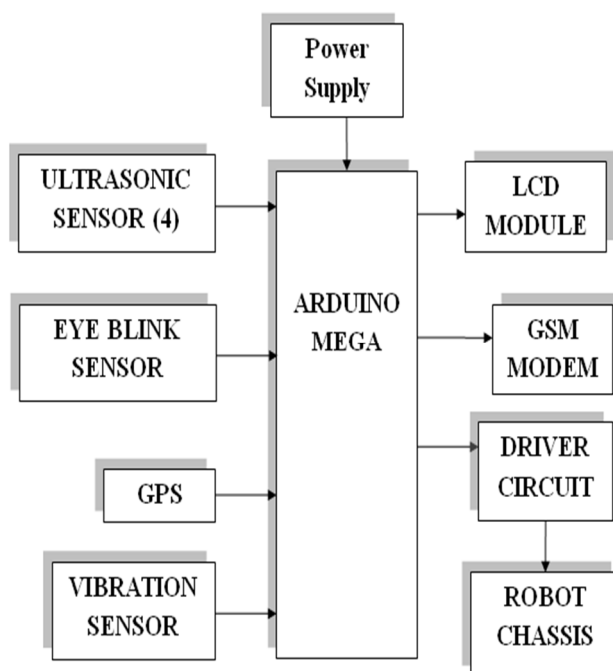 Power
Supply
ULTRASONIC
SENSOR (4)
LCD
MODULE
ARDUINO
MEGA
EYE BLINK
SENSOR
GSM
MODEM
DRIVER
CIRCUIT
GPS
VIBRATION
SENSOR
ROBOT
CHASSIS